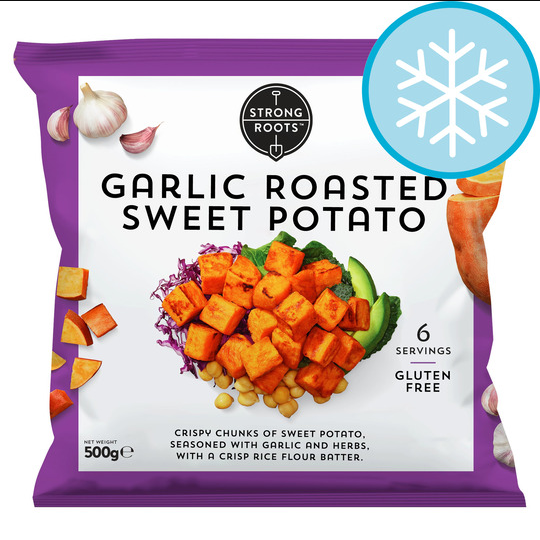 STRONG
ROOTS™
GARLIC ROASTED
SWEET POTATO
6
SERVINGS
GLUTEN
FREE
CRISPY CHUNKS OF SWEET POTATO,
SEASONED WITH GARLIC AND HERBS,
WITH A CRISP RICE FLOUR BATTER.
NET WEIGHT
500g℮